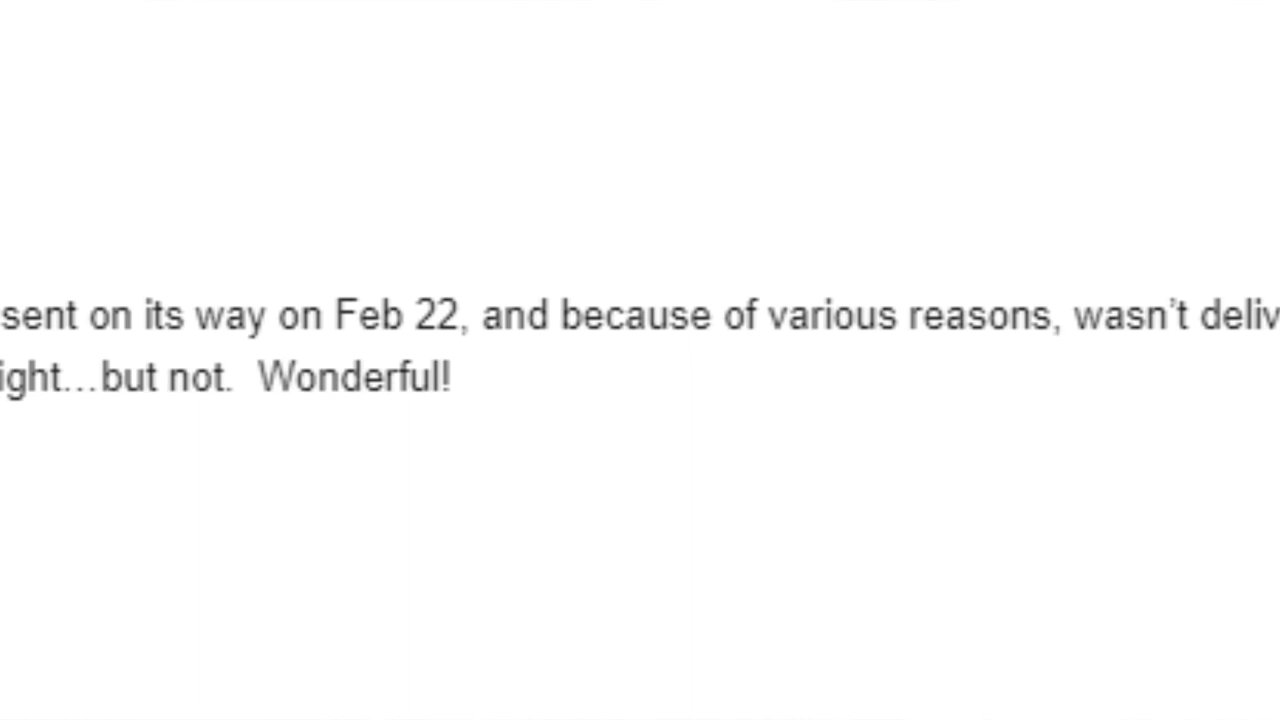 sent on its way on Feb 22, and because of various reasons, wasn’t deliv
ight…but not.  Wonderful!